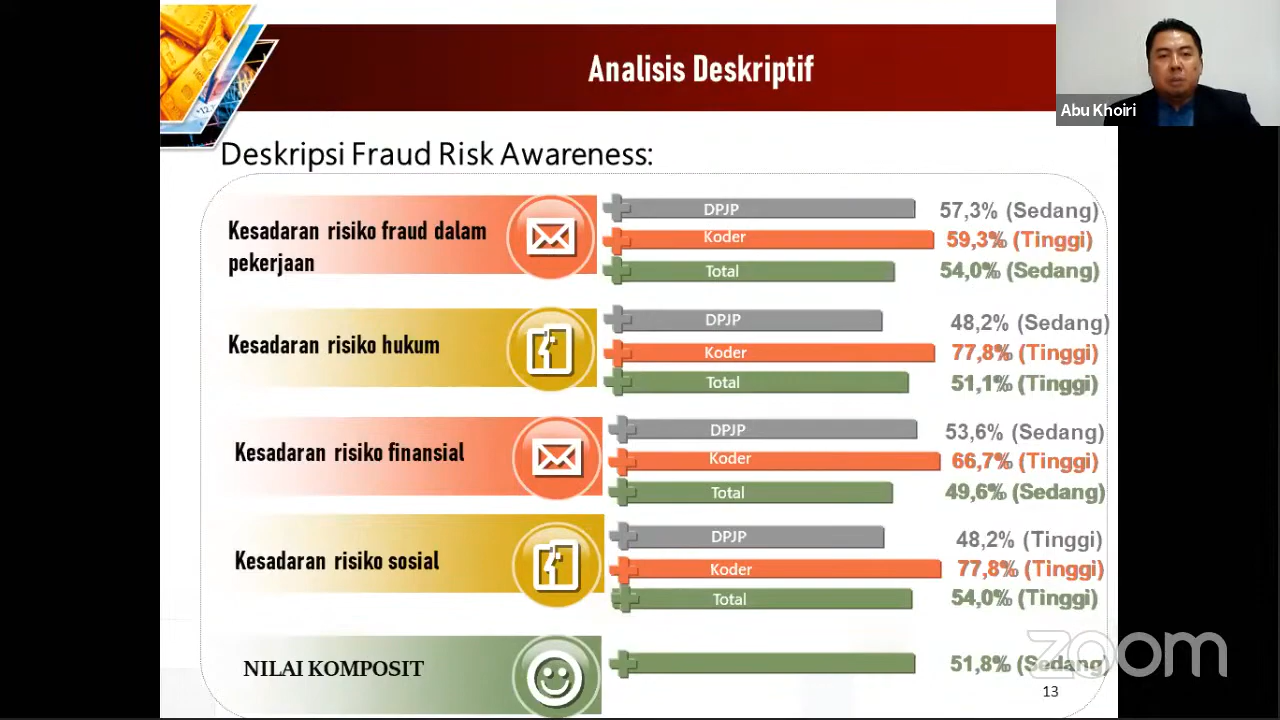 Analisis Deskriptif
Abu Khoiri
Deskripsi Fraud Risk Awareness:
Kesadaran risiko fraud dalam
pekerjaan
DPJP 57,3% (Sedang)
Koder 59,3% (Tinggi)
Total 54,0% (Sedang)
Kesadaran risiko hukum
DPJP 48,2% (Sedang)
Koder 77,8% (Tinggi)
Total 51,1% (Tinggi)
Kesadaran risiko finansial
DPJP 53,6% (Sedang)
Koder 66,7% (Tinggi)
Total 49,6% (Sedang)
Kesadaran risiko sosial
DPJP 48,2% (Tinggi)
Koder 77,8% (Tinggi)
Total 54,0% (Tinggi)
NILAI KOMPOSIT
51,8% (Sedang)
zoom
13